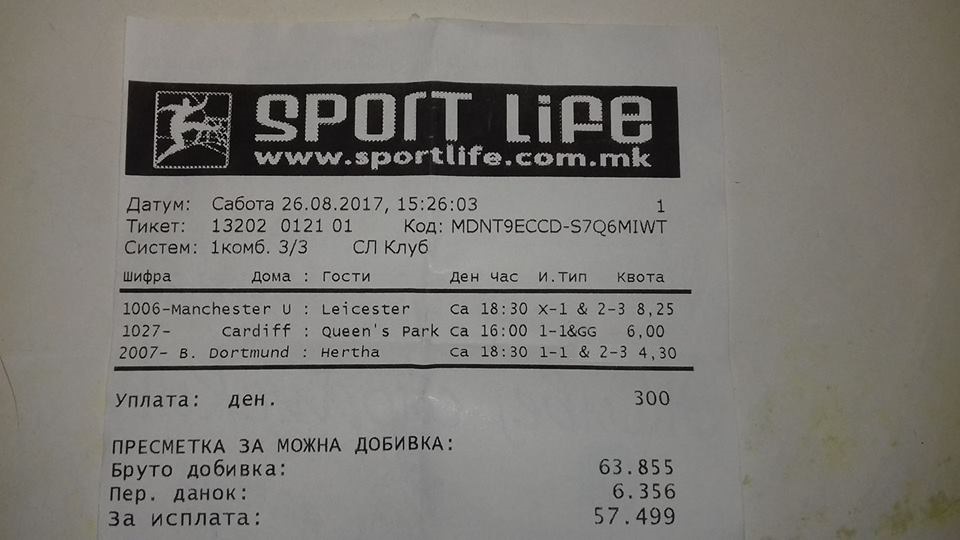 SPORT LIFE
www.sportlife.com.mk
Датум: Сабота 26.08.2017, 15:26:03 1
Тикет: 13202 0121 01 Код: MDNT9ECCD-S7Q6MIWT
Систем: 1комб. 3/3 СЛ Клуб
Шифра Дома : Гости Ден Час И.Тип Квота
1006-Manchester U : Leicester Са 18:30 X-1 & 2-3 8,25
1027- Cardiff : Queen's Park Са 16:00 1-1&GG 6,00
2007- B. Dortmund : Hertha Са 18:30 1-1 & 2-3 4,30
Уплата: ден. 300
ПРЕСМЕТКА ЗА МОЖНА ДОБИВКА:
Бруто добивка: 63.855
Пер. данок: 6.356
За исплата: 57.499